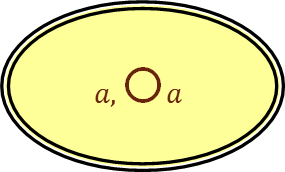 a, ○ a